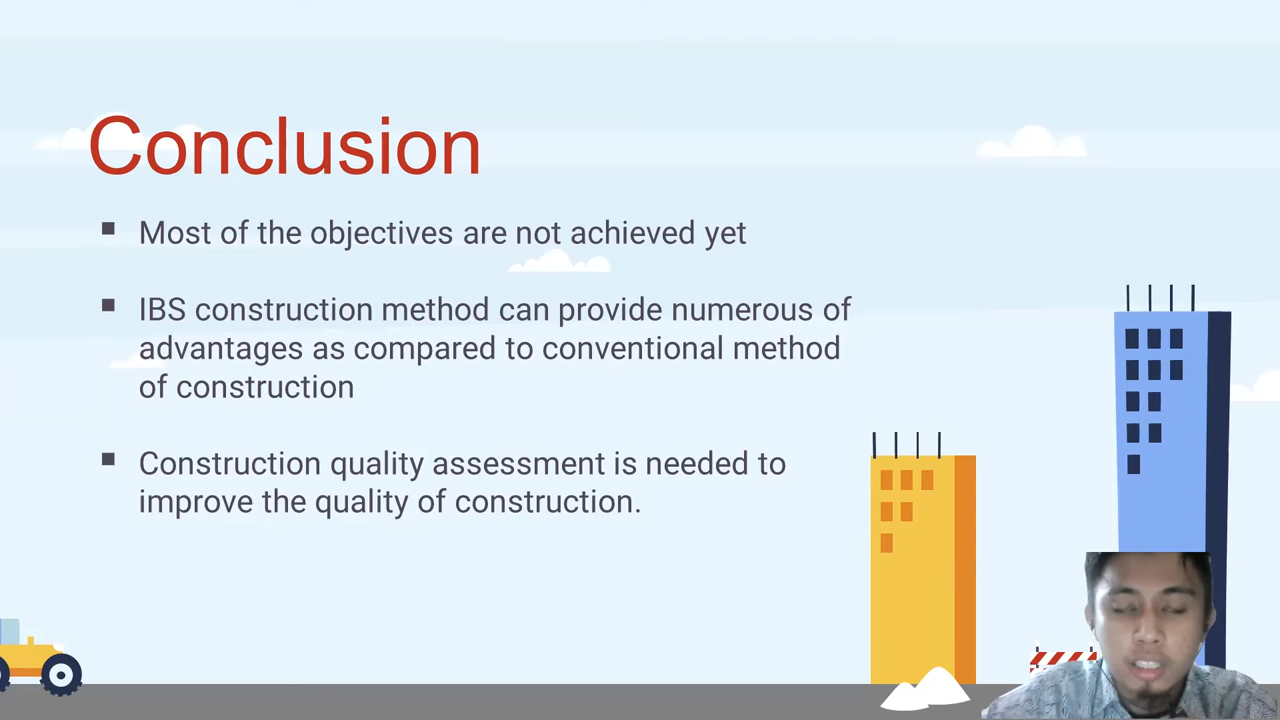 Conclusion
Most of the objectives are not achieved yet
IBS construction method can provide numerous of
advantages as compared to conventional method
of construction
Construction quality assessment is needed to
improve the quality of construction.